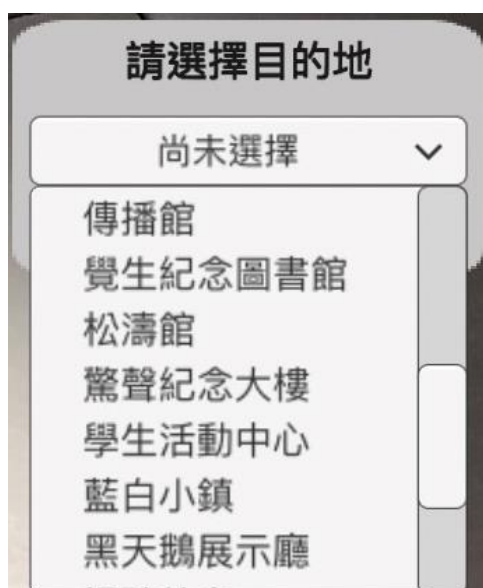 請選擇目的地
尚未選擇
傳播館
覺生紀念圖書館
松濤館
驚聲紀念大樓
學生活動中心
藍白小鎮
黑天鵝展示廳